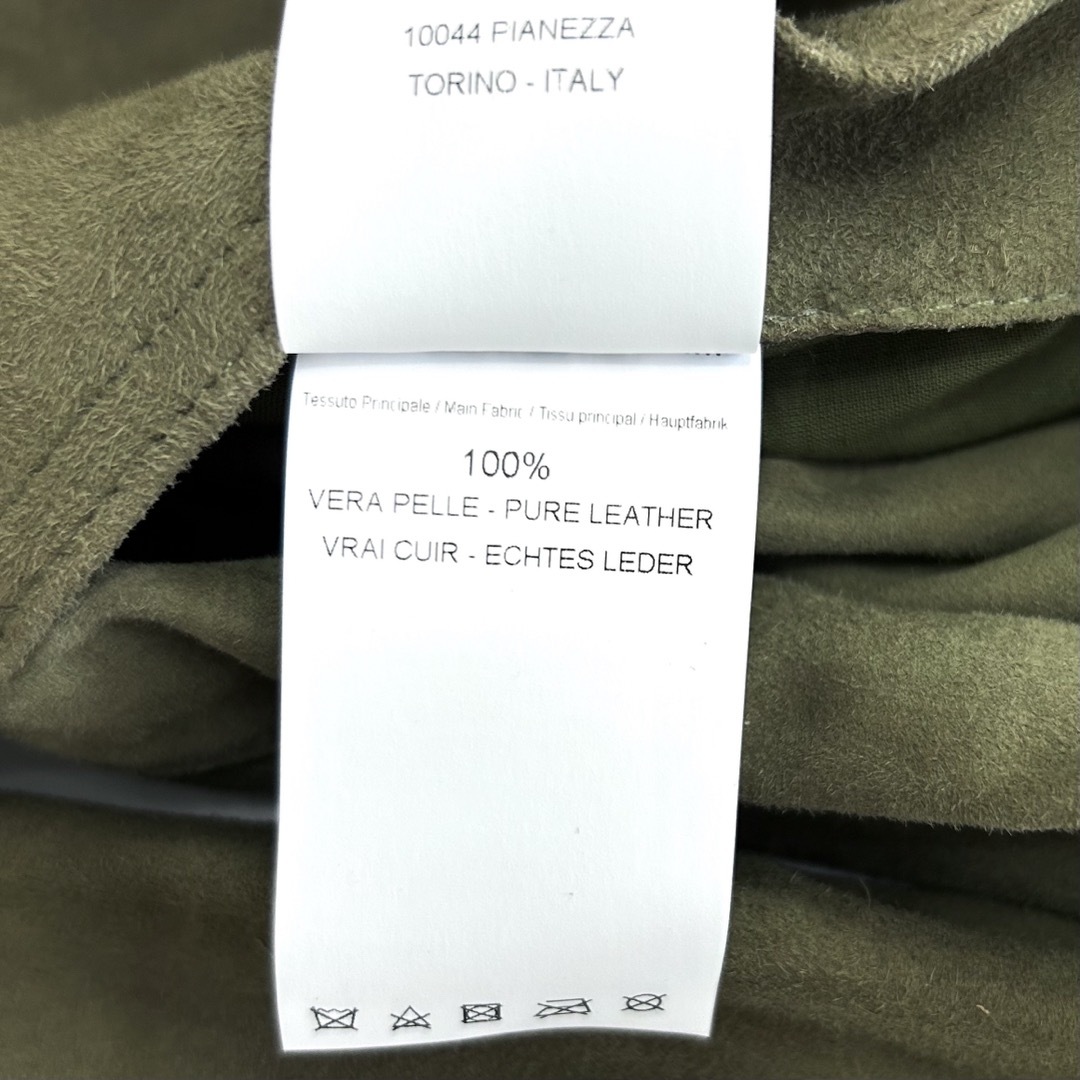 10044 PIANEZZA
TORINO - ITALY
Tessuto Principale / Main Fabric / Tissu principal / Hauptfabrik
100%
VERA PELLE - PURE LEATHER
VRAI CUIR - ECHTES LEDER